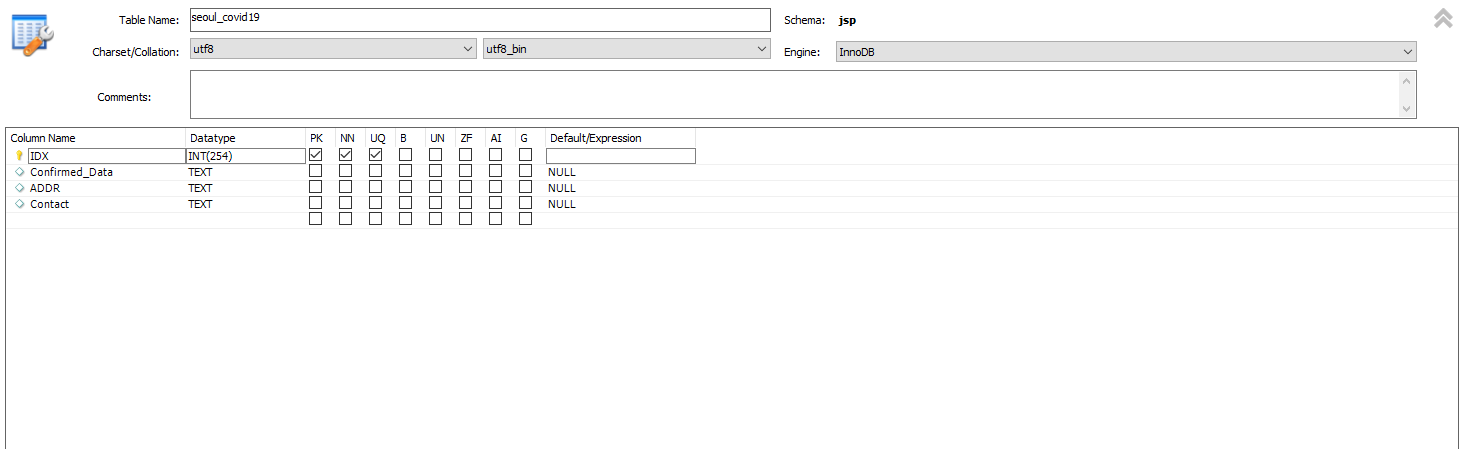 Table Name: seoul_covid19 Schema: jsp
Charset/Collation: utf8 utf8_bin Engine: InnoDB
Comments:
Column Name Datatype PK NN UQ B UN ZF AI G Default/Expression
IDX INT(254)
Confirmed_Data TEXT NULL
ADDR TEXT NULL
Contact TEXT NULL